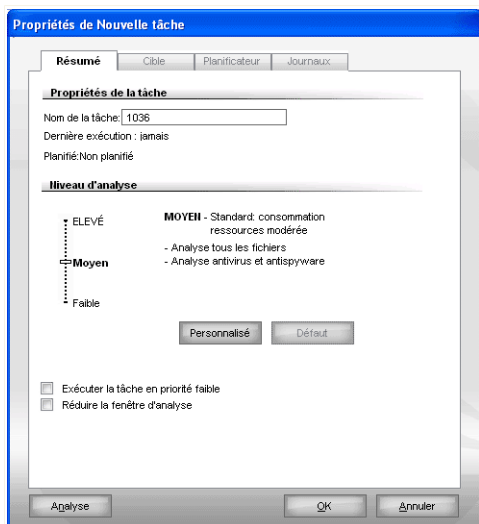 Propriétés de Nouvelle tâche
Résumé
Cible
Planificateur
Journaux
Propriétés de la tâche
Nom de la tâche: 1036
Dernière exécution : jamais
Planifié:Non planifié
Niveau d'analyse
ELEVÉ
Moyen
Faible
MOYEN - Standard: consommation
ressources modérée
- Analyse tous les fichiers
- Analyse antivirus et antispyware
Personnalisé
Défaut
Exécuter la tâche en priorité faible
Réduire la fenêtre d'analyse
Analyse
OK
Annuler